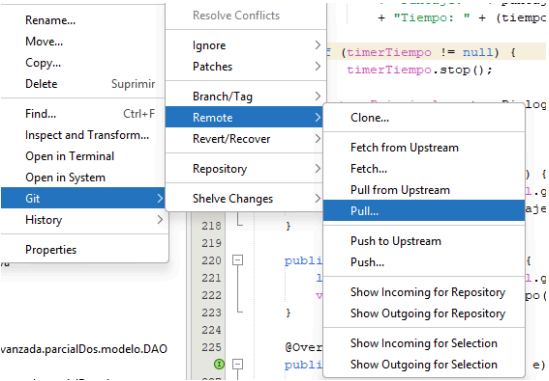 Rename...
Move...
Copy...
Delete Suprimir
Find... Ctrl+F
Inspect and Transform...
Open in Terminal
Open in System
Git
History
Properties
Resolve Conflicts
Ignore
Patches
Branch/Tag
Remote
Revert/Recover
Repository
Shelve Changes
Clone...
Fetch from Upstream
Fetch...
Pull from Upstream
Pull...
Push to Upstream
Push...
Show Incoming for Repository
Show Outgoing for Repository
Show Incoming for Selection
Show Outgoing for Selection
+ "Tiempo: " + (tiempo
(timerTiempo != null) {
timerTiempo.stop();
) {
218 }
219
220 publi {
221
222
223 }
224
225 @Over
publi e)
vanzada.parcialDos.modelo.DAO